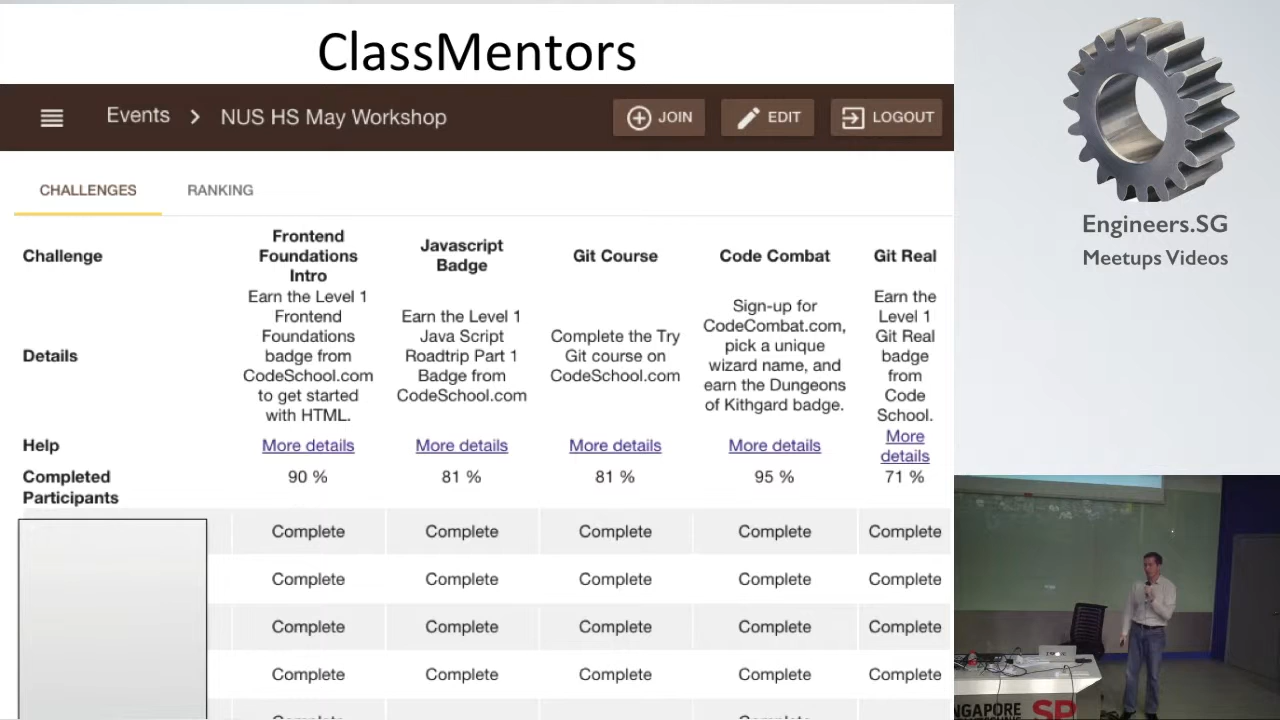 ClassMentors
Events > NUS HS May Workshop
JOIN
EDIT
LOGOUT
CHALLENGES
RANKING
Challenge
Frontend
Foundations
Intro
Javascript
Badge
Git Course
Code Combat
Git Real
Details
Earn the Level 1
Frontend
Foundations
badge from
CodeSchool.com
to get started
with HTML.
Earn the Level 1
Java Script
Roadtrip Part 1
Badge from
CodeSchool.com
Complete the Try
Git course on
CodeSchool.com
Sign-up for
CodeCombat.com,
pick a unique
wizard name, and
earn the Dungeons
of Kithgard badge.
Earn the
Level 1
Git Real
badge
from
Code
School.
Help
More details
More details
More details
More details
More
details
Completed
Participants
90 %
81 %
81 %
95 %
71 %
Complete Complete Complete Complete Complete
Complete Complete Complete Complete Complete
Complete Complete Complete Complete Complete
Complete Complete Complete Complete Complete
Engineers.SG
Meetups Videos
SP